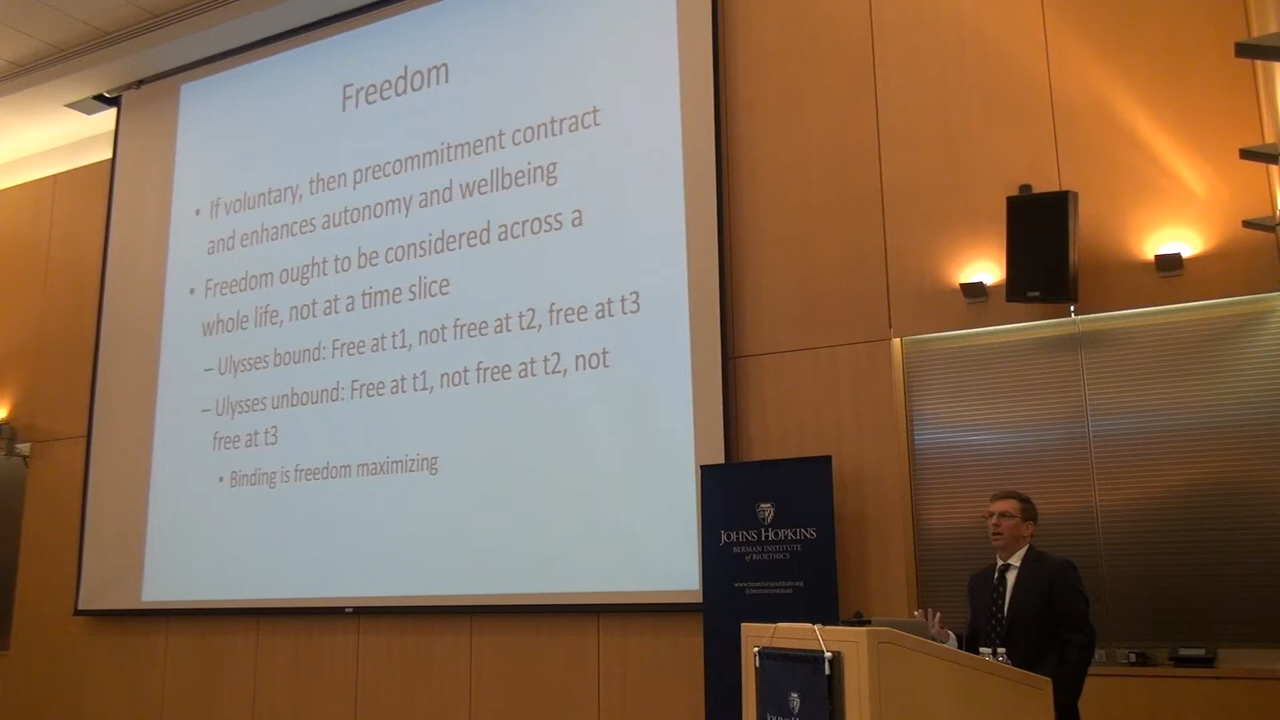 Freedom
• If voluntary, then precommitment contract
and enhances autonomy and wellbeing
• Freedom ought to be considered across a
whole life, not at a time slice
– Ulysses bound: Free at t1, not free at t2, free at t3
– Ulysses unbound: Free at t1, not free at t2, not
free at t3
• Binding is freedom maximizing
JOHNS HOPKINS
BERMAN INSTITUTE
of BIOETHICS
JOHNS HOPKINS